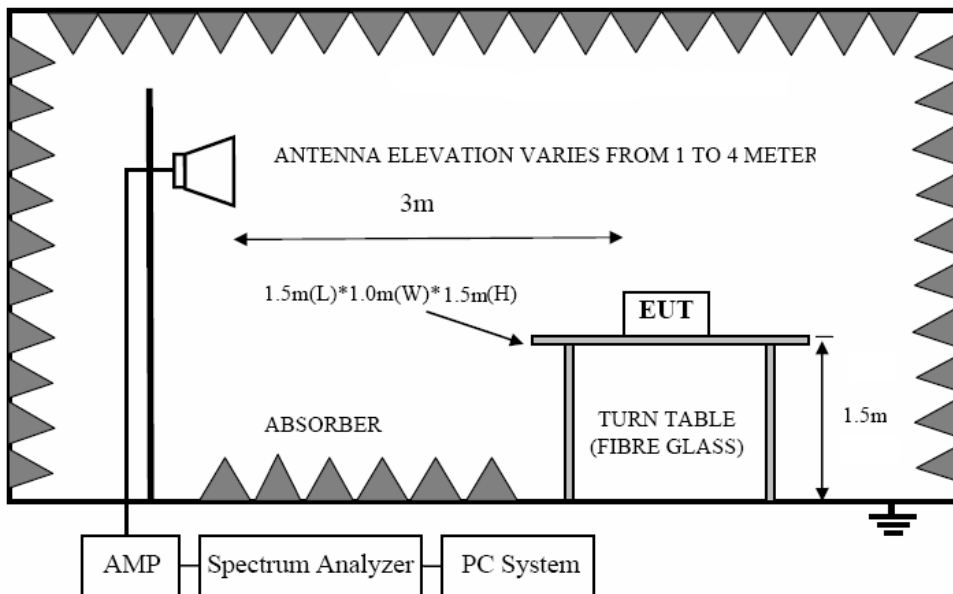 ANTENNA ELEVATION VARIES FROM 1 TO 4 METER
3m
1.5m(L)*1.0m(W)*1.5m(H)
EUT
1.5m
ABSORBER
TURN TABLE
(FIBRE GLASS)
AMP
Spectrum Analyzer
PC System